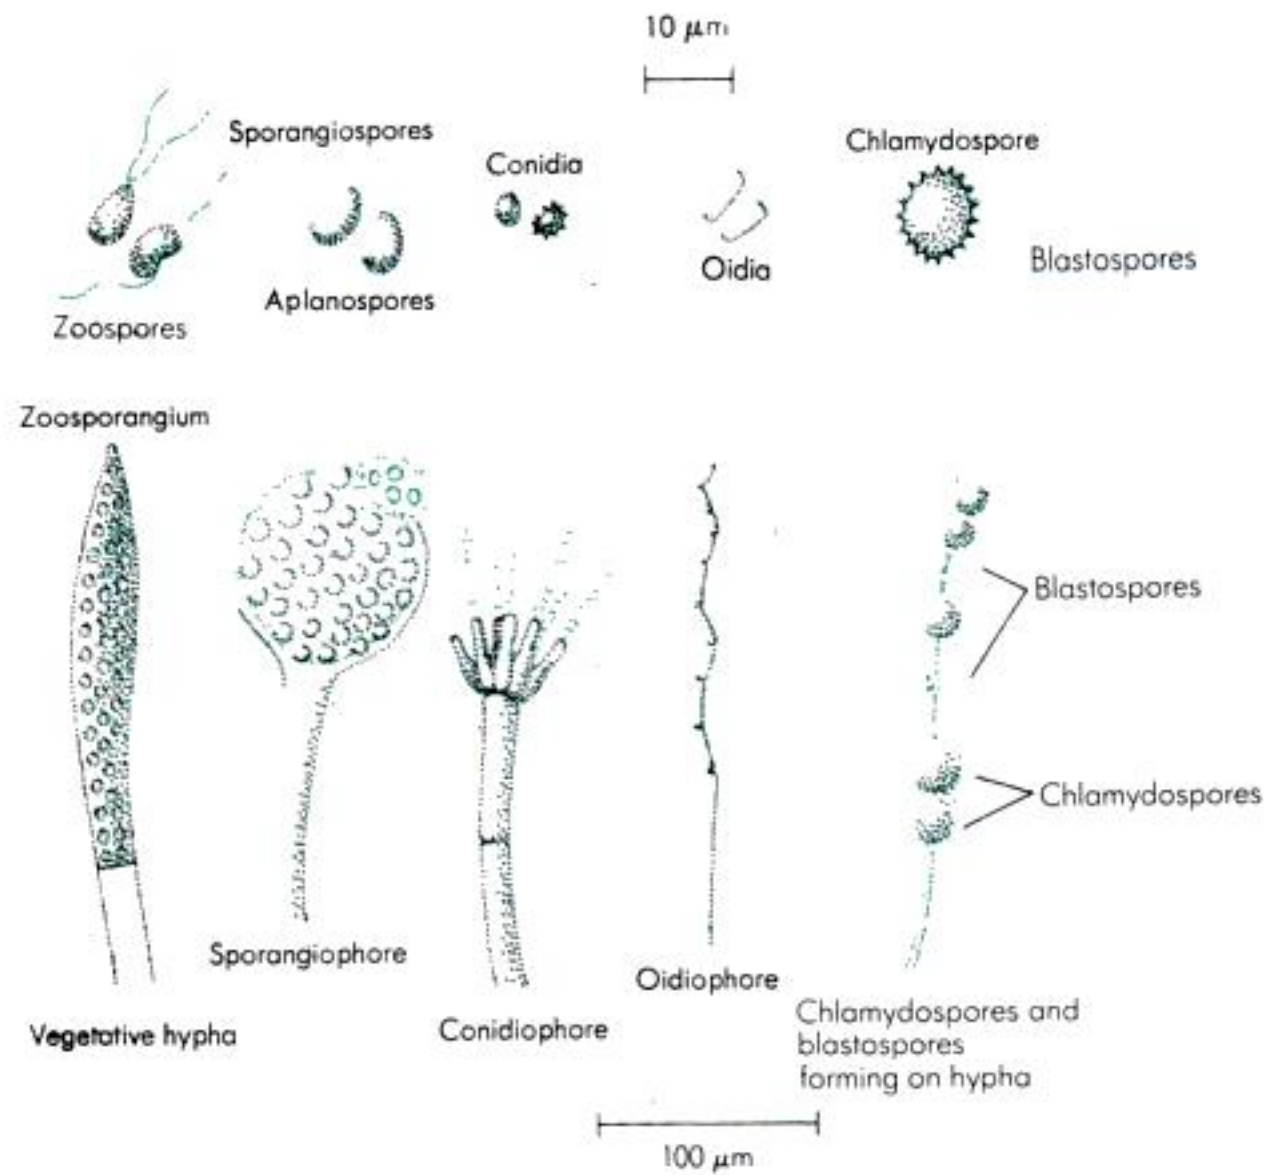 10 μm
Sporangiospores
Conidia
Chlamydospore
Oidia
Blastospores
Aplanospores
Zoospores
Zoosporangium
Blastospores
Chlamydospores
Sporangiophore
Oidiophore
Vegetative hypha
Conidiophore
Chlamydospores and
blastospores
forming on hypha
100 μm